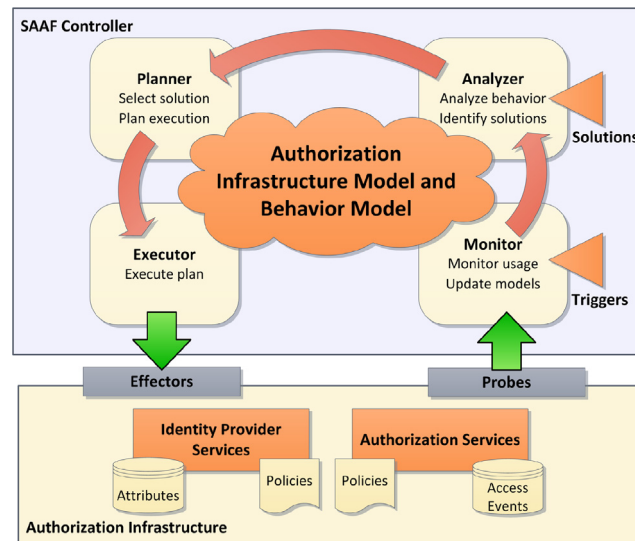 SAAF Controller
Planner
Select solution
Plan execution
Analyzer
Analyze behavior
Identify solutions
Solutions
Authorization
Infrastructure Model and
Behavior Model
Executor
Execute plan
Monitor
Monitor usage
Update models
Triggers
Effectors
Probes
Identity Provider
Services
Authorization Services
Attributes
Policies
Policies
Access
Events
Authorization Infrastructure